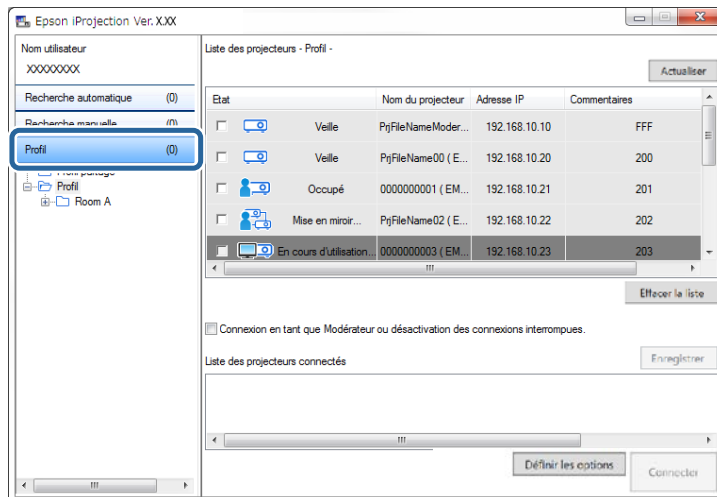 Epson iProjection Ver. X.XX
Nom utilisateur
XXXXXXXX
Recherche automatique (0)
Recherche manuelle (0)
Profil (0)
Profil partagé
Profil
Room A
Liste des projecteurs - Profil -
Actualiser
Etat Nom du projecteur Adresse IP Commentaires
Veille PrjFileNameModer... 192.168.10.10 FFF
Veille PrjFileName00 ( E... 192.168.10.20 200
Occupé 0000000001 ( EM... 192.168.10.21 201
Mise en miroir... PrjFileName02 ( E... 192.168.10.22 202
En cours d'utilisation... 0000000003 ( EM... 192.168.10.23 203
Effacer la liste
Connexion en tant que Modérateur ou désactivation des connexions interrompues.
Liste des projecteurs connectés
Enregistrer
Définir les options
Connecter